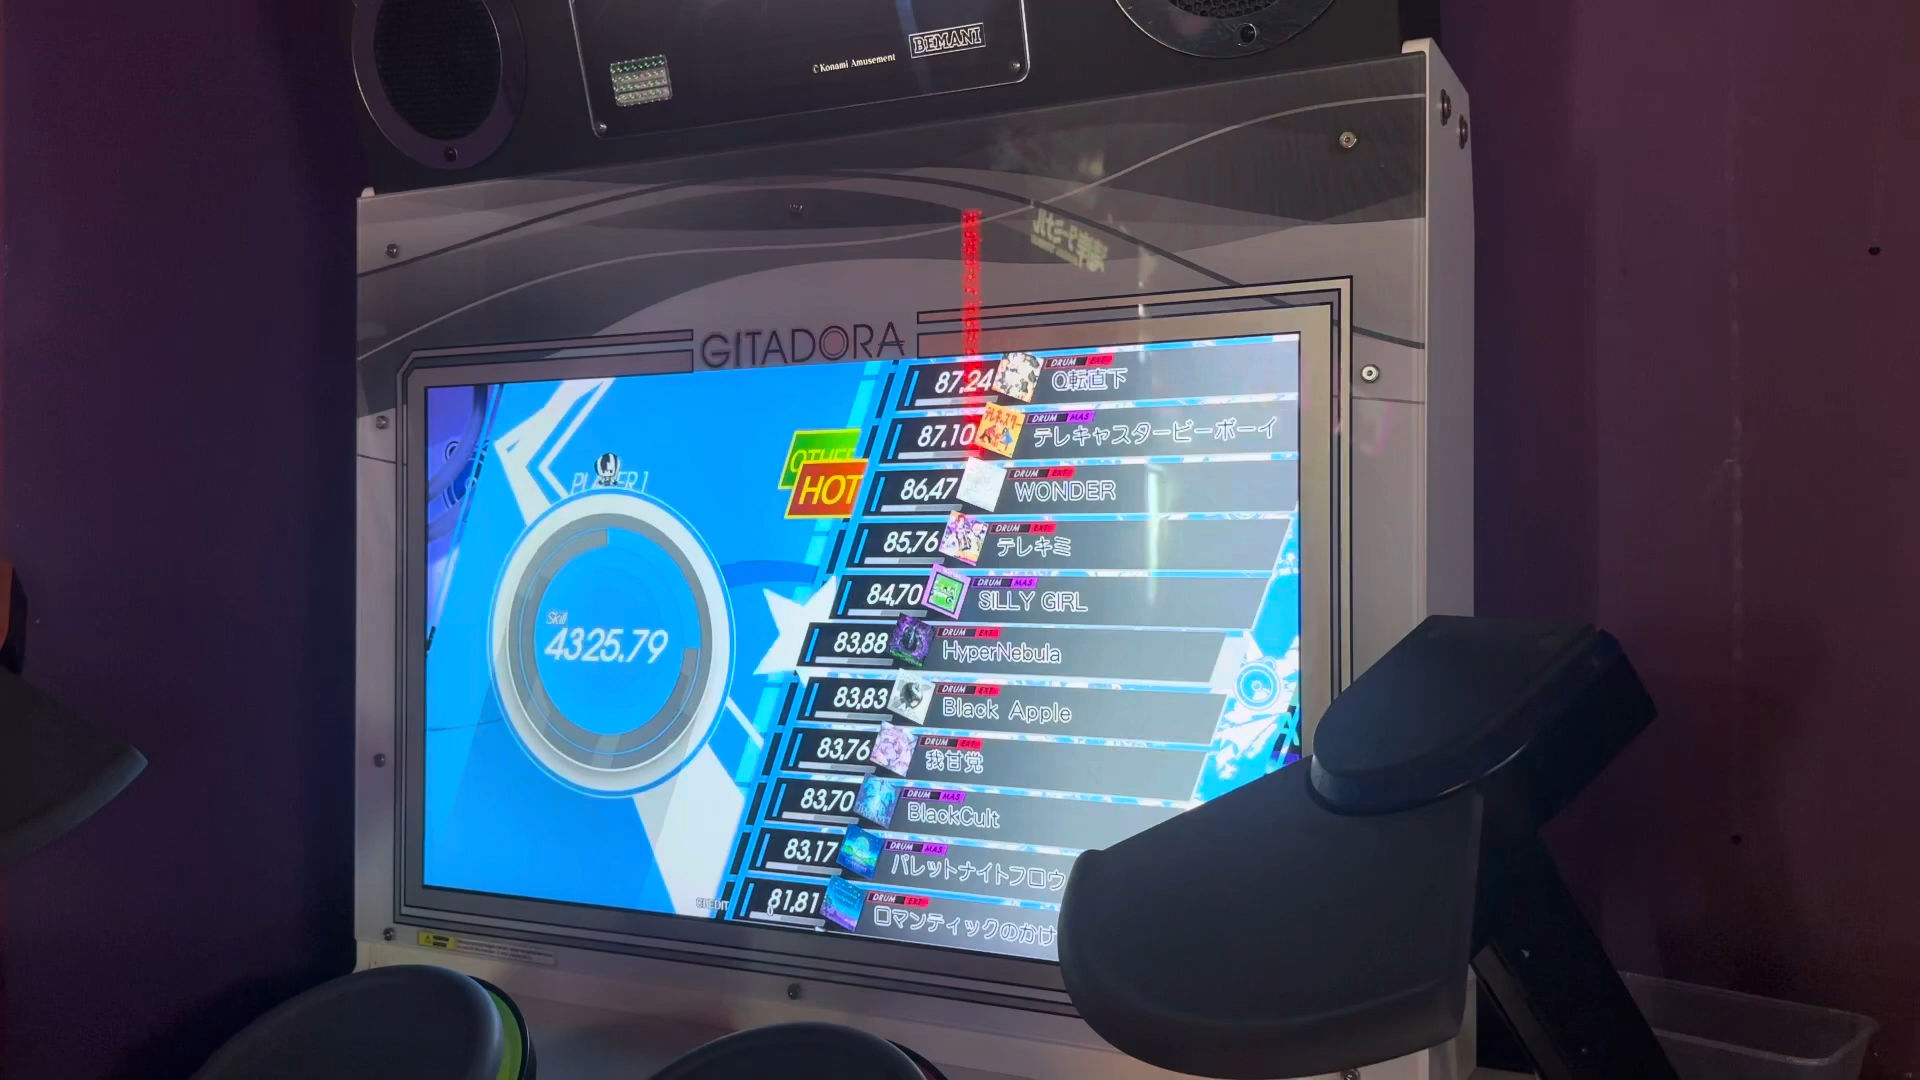 BEMANI
©Konami Amusement
GITADORA
PLAYER 1
Skill
4325.79
OTHER
HOT
87.24
DRUM EXT
Q転直下
87.10
DRUM MAS
テレキャスタービーボーイ
86.47
DRUM EXT
WONDER
85.76
DRUM EXT
テレキミ
84.70
DRUM MAS
SILLY GIRL
83.88
DRUM EXT
HyperNebula
83.83
DRUM EXT
Black Apple
83.76
DRUM EXT
我甘党
83.70
DRUM MAS
BlackCult
83.17
DRUM MAS
パレットナイトフロウ
81.81
DRUM EXT
ロマンティックのかけ
CREDIT